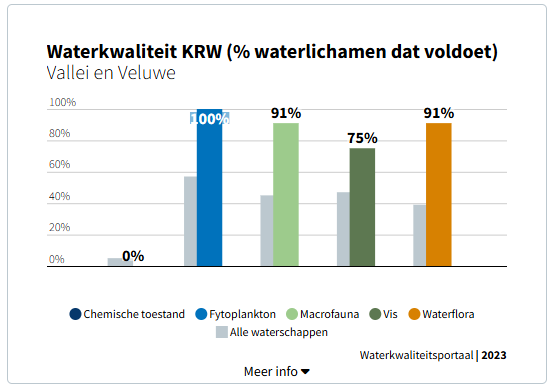 Waterkwaliteit KRW (% waterlichamen dat voldoet)
Vallei en Veluwe
100%
80%
60%
40%
20%
0%
0%
100%
91%
75%
91%
Chemische toestand Fytoplankton Macrofauna Vis Waterflora
Alle waterschappen
Waterkwaliteitsportaal | 2023
Meer info